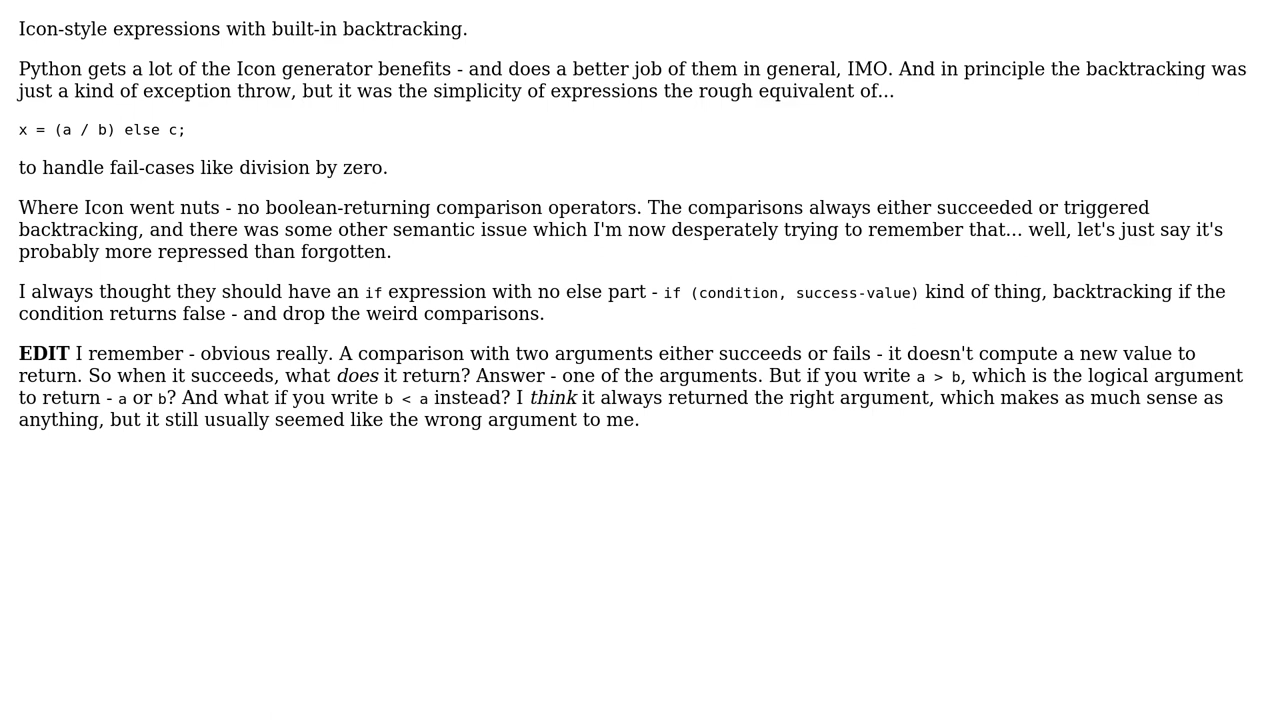 Icon-style expressions with built-in backtracking.
Python gets a lot of the Icon generator benefits - and does a better job of them in general, IMO. And in principle the backtracking was
just a kind of exception throw, but it was the simplicity of expressions the rough equivalent of...
x = (a / b) else c;
to handle fail-cases like division by zero.
Where Icon went nuts - no boolean-returning comparison operators. The comparisons always either succeeded or triggered
backtracking, and there was some other semantic issue which I'm now desperately trying to remember that... well, let's just say it's
probably more repressed than forgotten.
I always thought they should have an if expression with no else part - if (condition, success-value) kind of thing, backtracking if the
condition returns false - and drop the weird comparisons.
EDIT I remember - obvious really. A comparison with two arguments either succeeds or fails - it doesn't compute a new value to
return. So when it succeeds, what does it return? Answer - one of the arguments. But if you write a > b, which is the logical argument
to return - a or b? And what if you write b < a instead? I think it always returned the right argument, which makes as much sense as
anything, but it still usually seemed like the wrong argument to me.